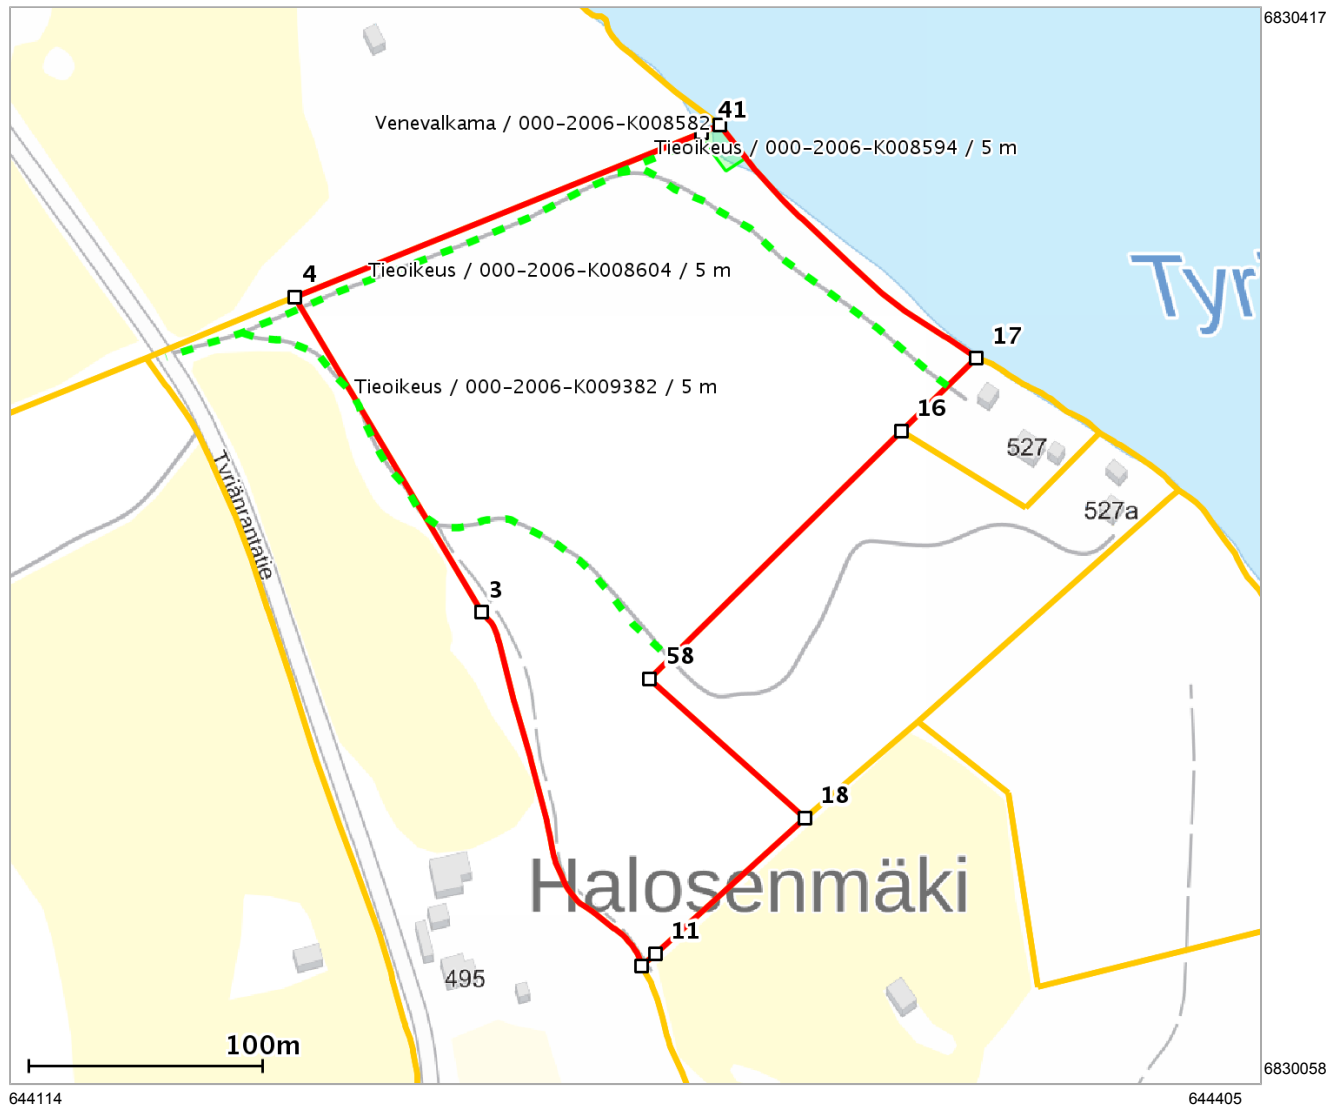 6830417
41
Venevalkama / 000-2006-K008582
Tieoikeus / 000-2006-K008594 / 5 m
Tyri
4
Tieoikeus / 000-2006-K008604 / 5 m
17
Tieoikeus / 000-2006-K009382 / 5 m
16
527
Tyriänrantatie
527a
3
58
18
Halosenmäki
11
495
100m
6830058
644114
644405